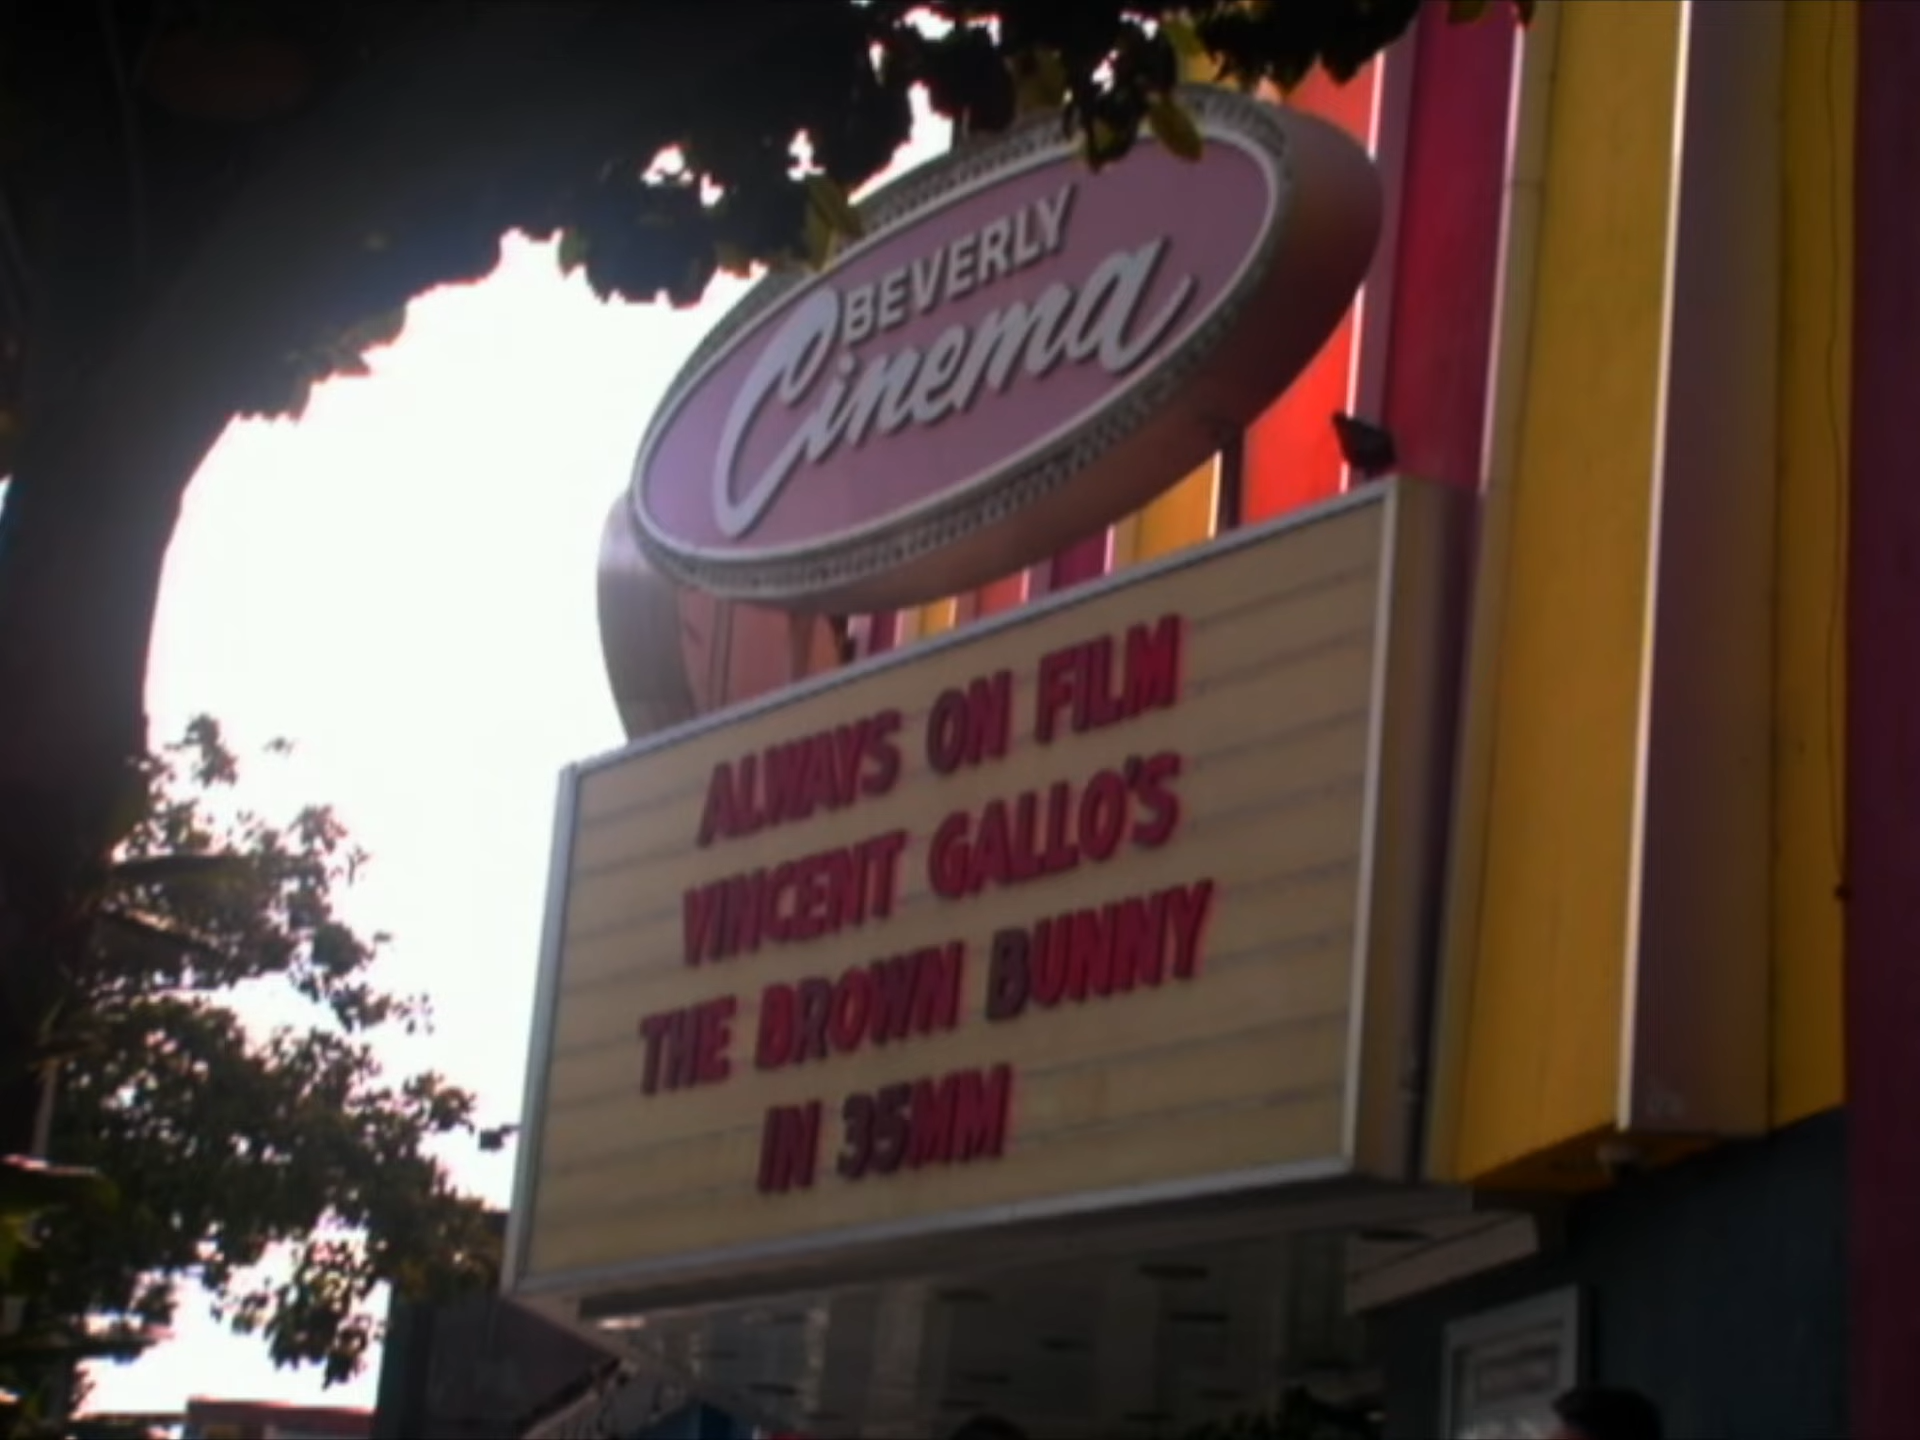 BEVERLY
Cinema
ALWAYS ON FILM
VINCENT GALLO'S
THE BROWN BUNNY
IN 35MM